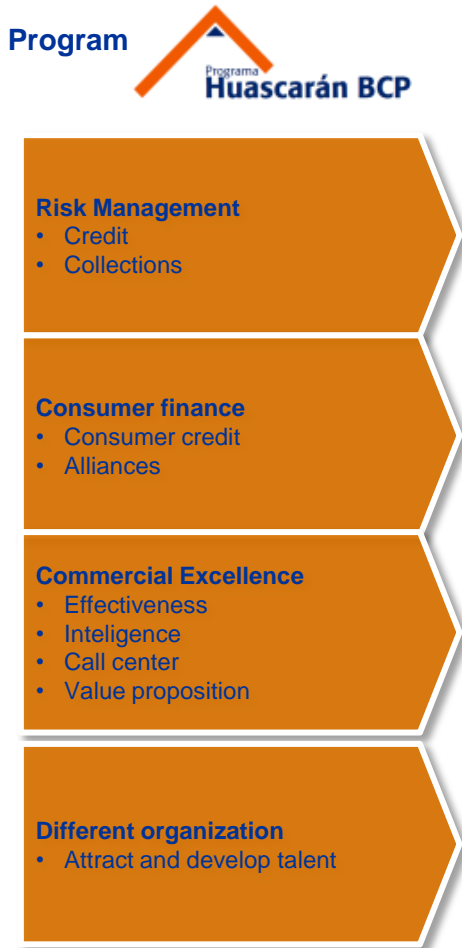 Program
Programa
Huascarán BCP
Risk Management
• Credit
• Collections
Consumer finance
• Consumer credit
• Alliances
Commercial Excellence
• Effectiveness
• Inteligence
• Call center
• Value proposition
Different organization
• Attract and develop talent